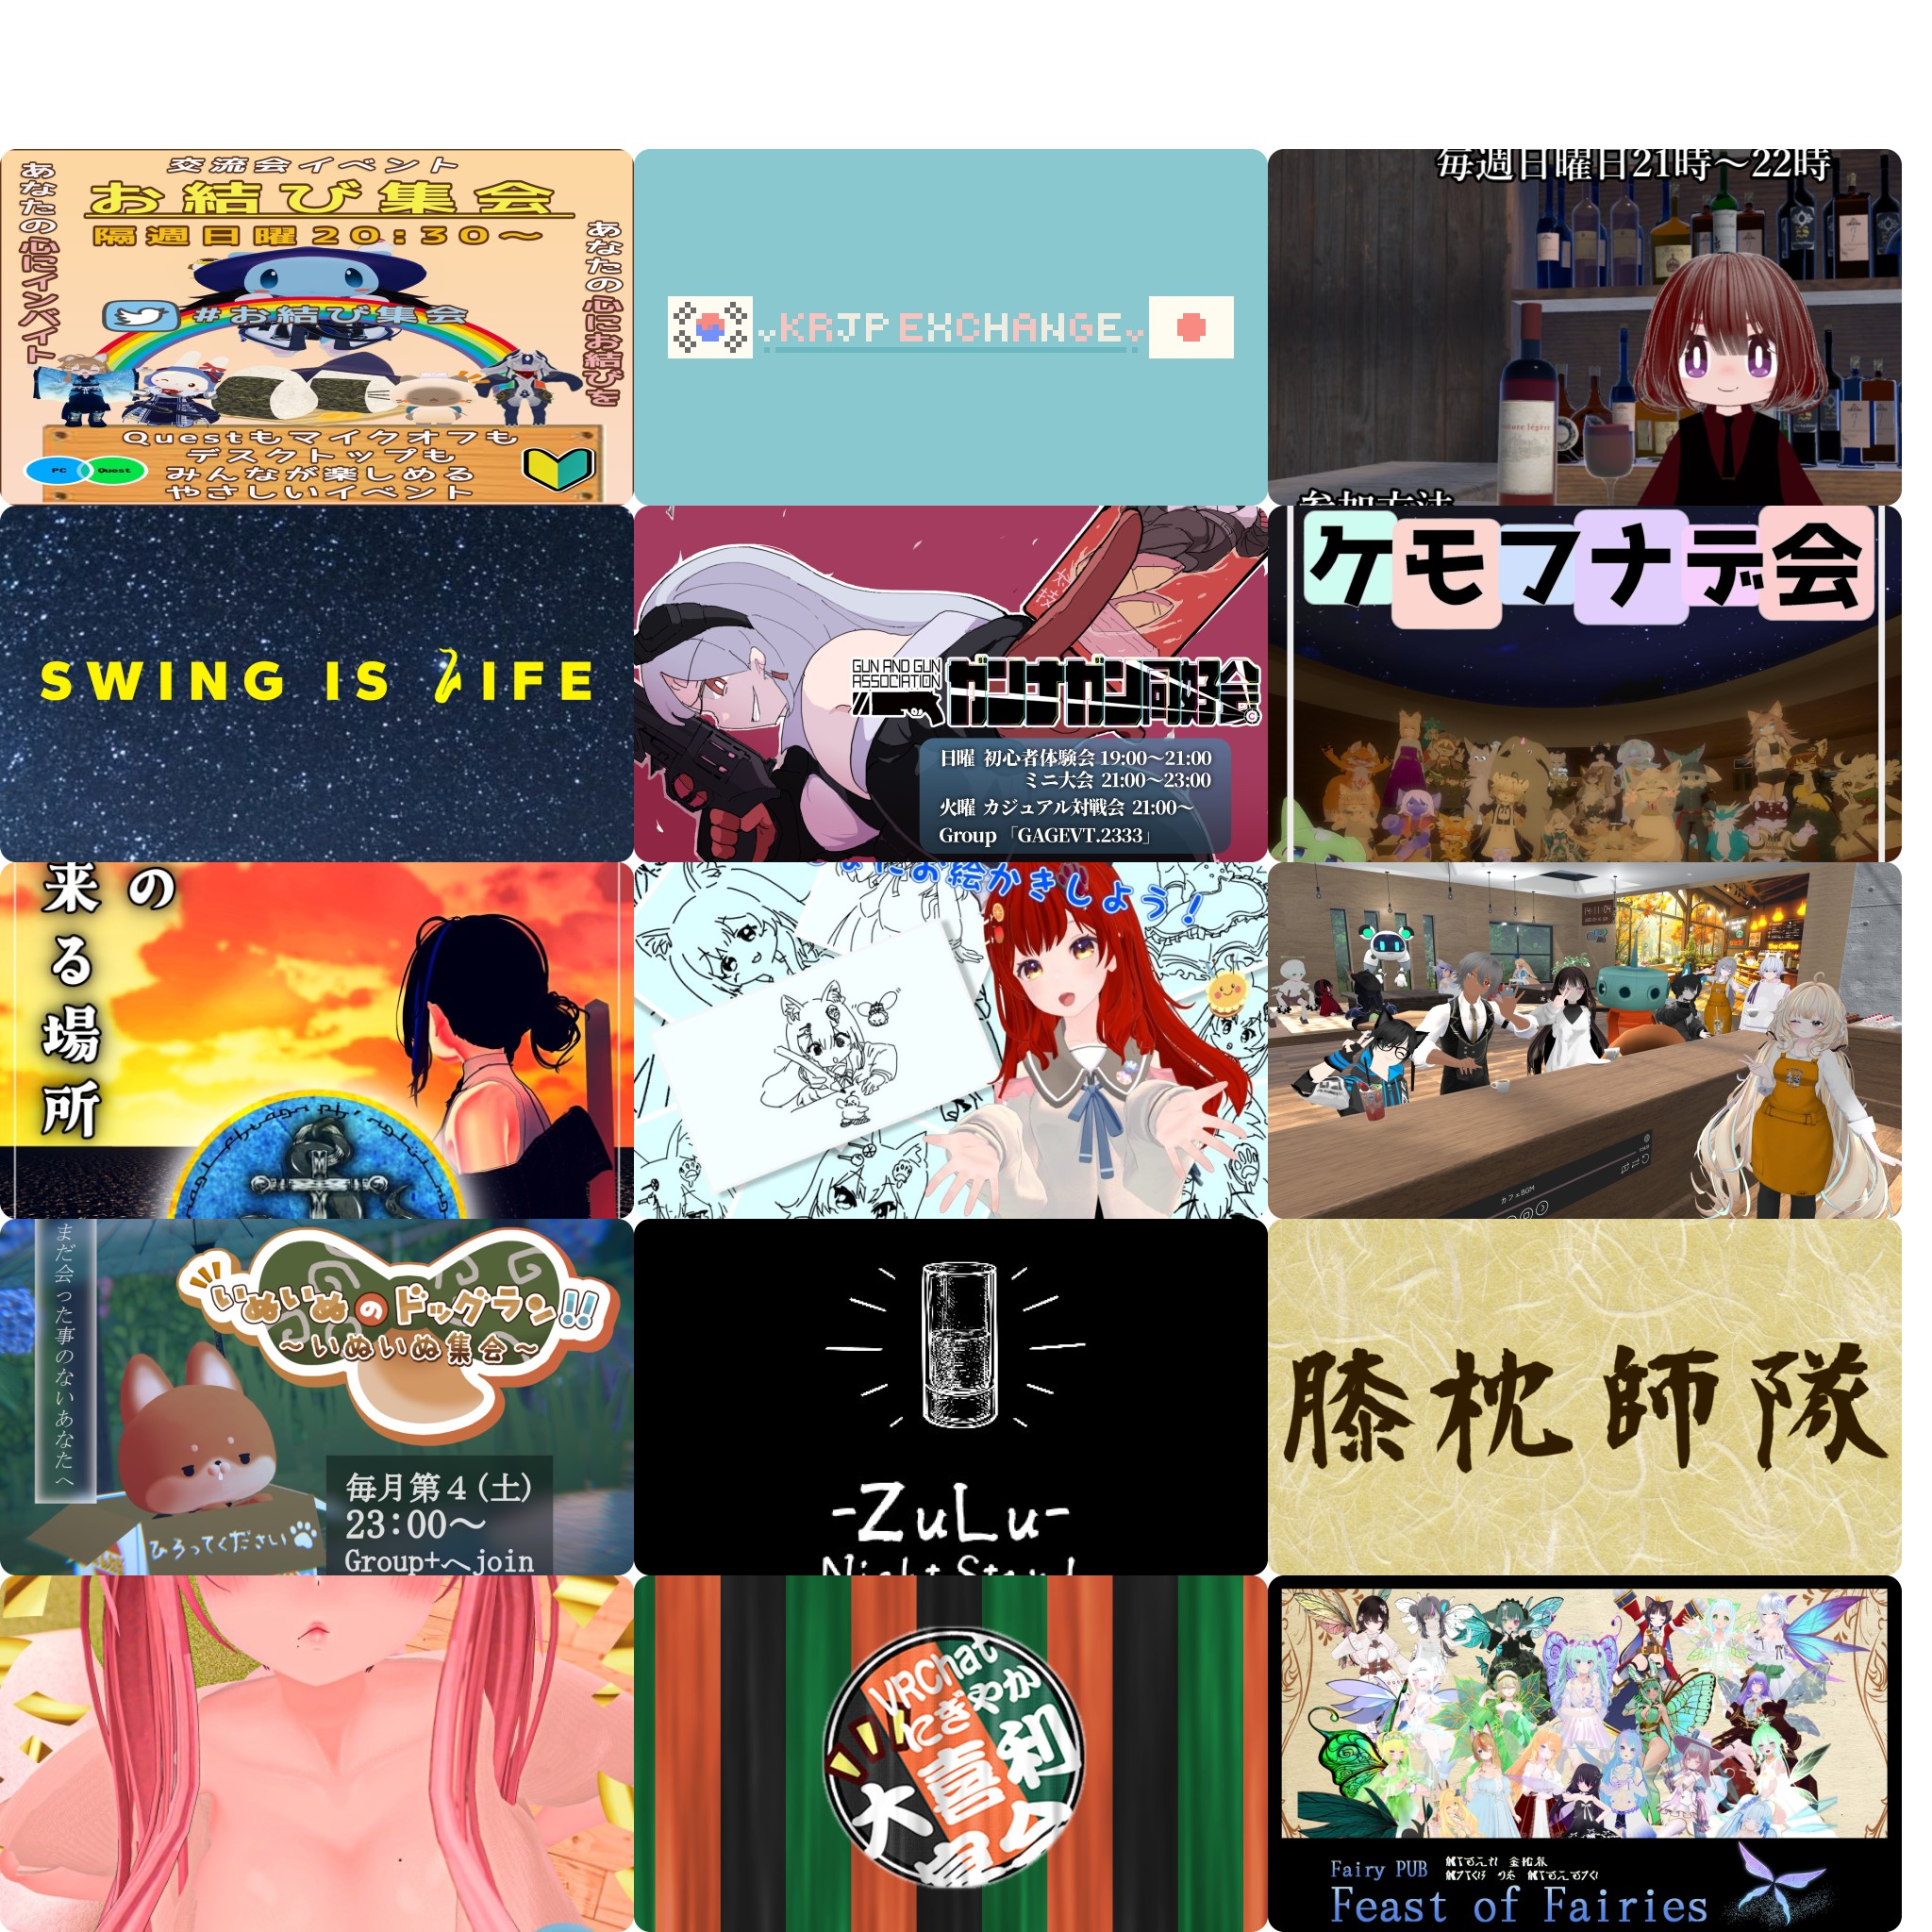 交流会イベント
お結び集会
隔週日曜20:30〜
あなたの心にインバイト
あなたの心にお結びを
#お結び集会
Questもマイクオフも
デスクトップも
みんなが楽しめる
やさしいイベント
PC
Quest
KRJP EXCHANGE
毎週日曜日21時〜22時
参加方法
SWING IS LIFE
GUN AND GUN
ASSOCIATION
ガンナガン同好会
日曜 初心者体験会 19:00〜21:00
ミニ大会 21:00〜23:00
火曜 カジュアル対戦会 21:00〜
Group 「GAGEVT.2333」
ケモフナデ会
の
来る場所
お絵かきしよう!
カフェBGM
まだ会った事のないあなたへ
いぬいぬのドッグラン!!
〜いぬいぬ集会〜
ひろってください
毎月第4(土)
23:00〜
Group+へjoin
-ZuLu-
Night Stand
膝枕師隊
VRChat
にぎやか
大喜利
Fairy PUB
Feast of Fairies